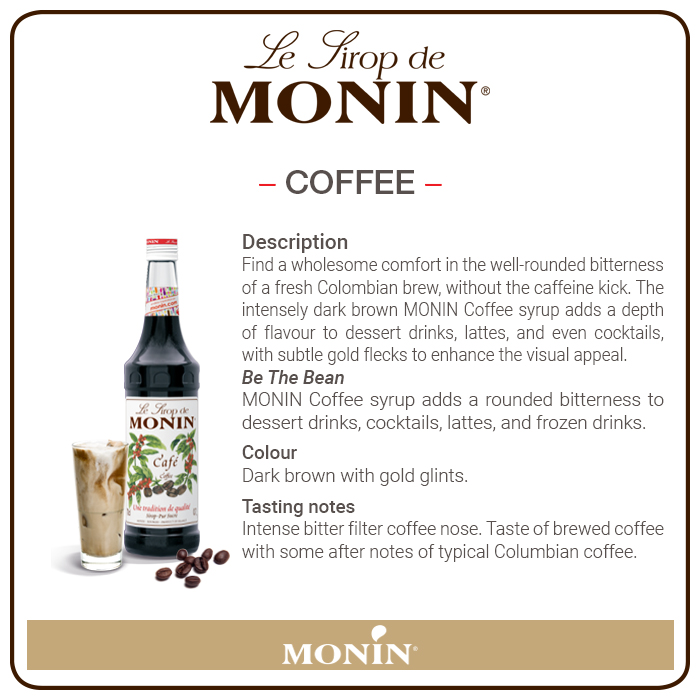 Le Sirop de
MONIN®
– COFFEE –
Description
Find a wholesome comfort in the well-rounded bitterness
of a fresh Colombian brew, without the caffeine kick. The
intensely dark brown MONIN Coffee syrup adds a depth
of flavour to dessert drinks, lattes, and even cocktails,
with subtle gold flecks to enhance the visual appeal.
Be The Bean
MONIN Coffee syrup adds a rounded bitterness to
dessert drinks, cocktails, lattes, and frozen drinks.
Colour
Dark brown with gold glints.
Tasting notes
Intense bitter filter coffee nose. Taste of brewed coffee
with some after notes of typical Columbian coffee.
Le Sirop de
MONIN
Café
Coffee
Une tradition de qualité
Sirop-Pur Sucre
MONIN®